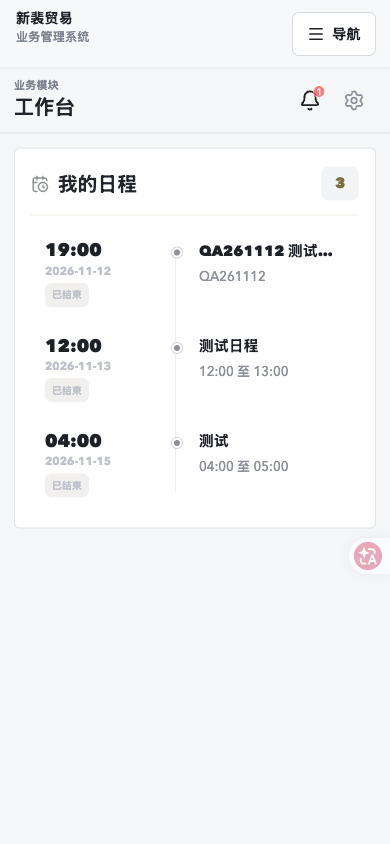 新裴贸易
业务管理系统
导航
业务模块
工作台
1
我的日程
3
19:00
2026-11-12
已结束
QA261112 测试...
QA261112
12:00
2026-11-13
已结束
测试日程
12:00 至 13:00
04:00
2026-11-15
已结束
测试
04:00 至 05:00